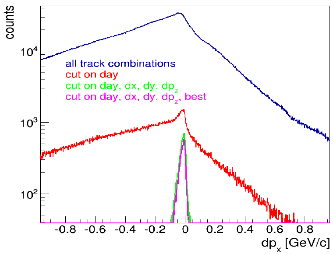 counts
10⁴
10³
10²
all track combinations
cut on day
cut on day, dx, dy, dp_z
cut on day, dx, dy, dp_z, best
-0.8 -0.6 -0.4 -0.2 0 0.2 0.4 0.6 0.8
dp_x [GeV/c]